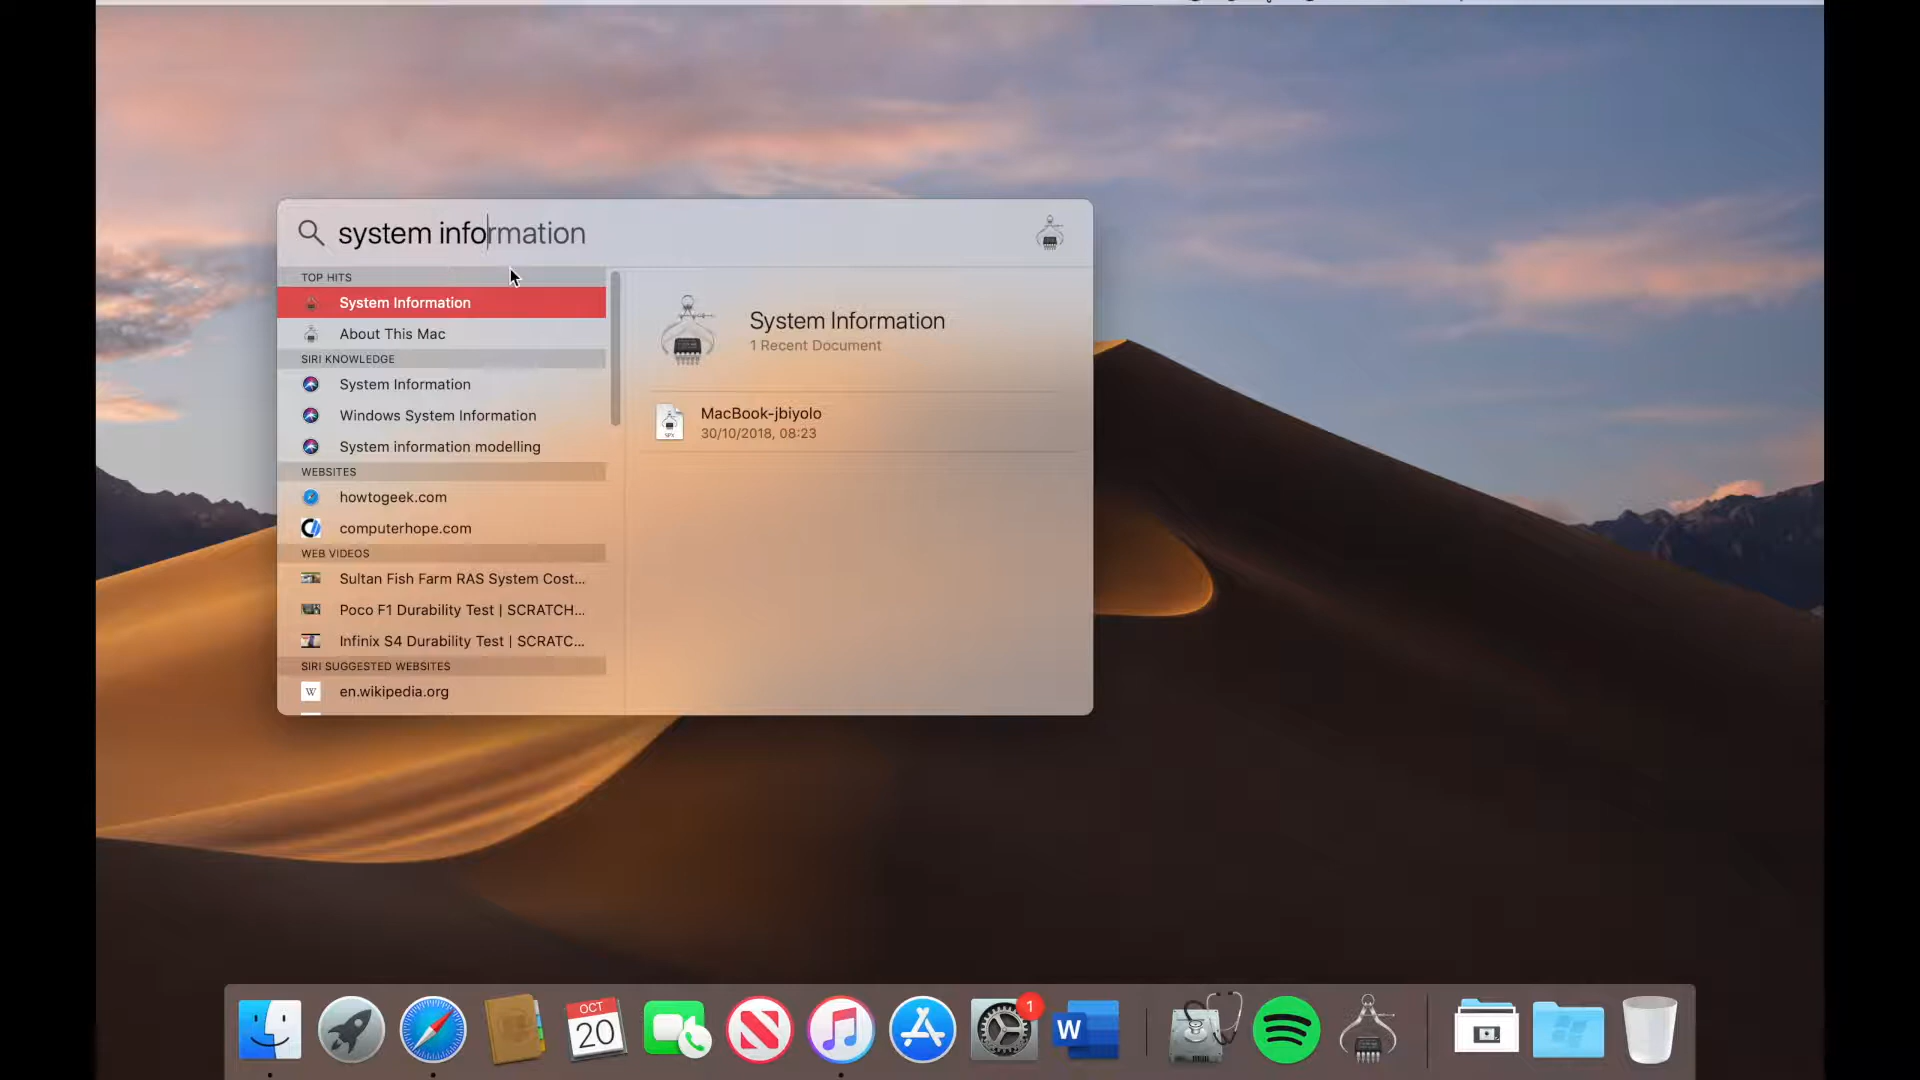 system information
TOP HITS
System Information
About This Mac
SIRI KNOWLEDGE
System Information
Windows System Information
System information modelling
WEBSITES
howtogeek.com
computerhope.com
WEB VIDEOS
Sultan Fish Farm RAS System Cost...
Poco F1 Durability Test | SCRATCH...
Infinix S4 Durability Test | SCRATC...
SIRI SUGGESTED WEBSITES
W
en.wikipedia.org
System Information
1 Recent Document
SPX
MacBook-jbiyolo
30/10/2018, 08:23
OCT
20
1
W